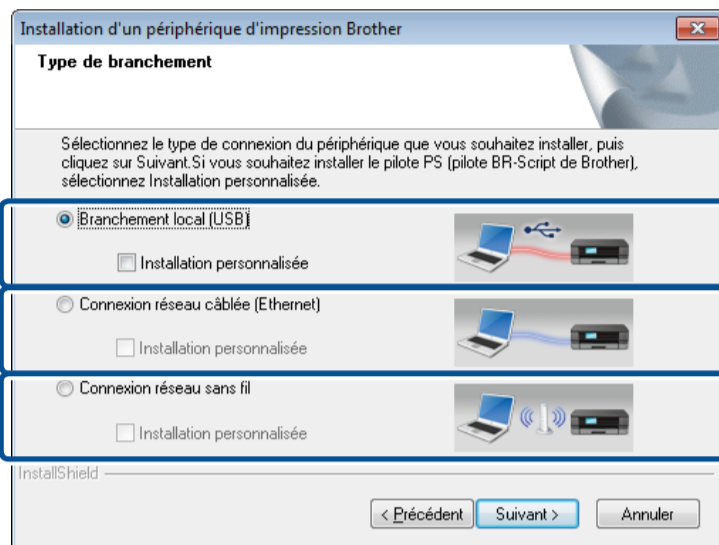 Installation d'un périphérique d'impression Brother
Type de branchement
Sélectionnez le type de connexion du périphérique que vous souhaitez installer, puis
cliquez sur Suivant.Si vous souhaitez installer le pilote PS (pilote BR-Script de Brother),
sélectionnez Installation personnalisée.
Branchement local (USB)
Installation personnalisée
Connexion réseau câblée (Ethernet)
Installation personnalisée
Connexion réseau sans fil
Installation personnalisée
InstallShield
< Précédent Suivant > Annuler